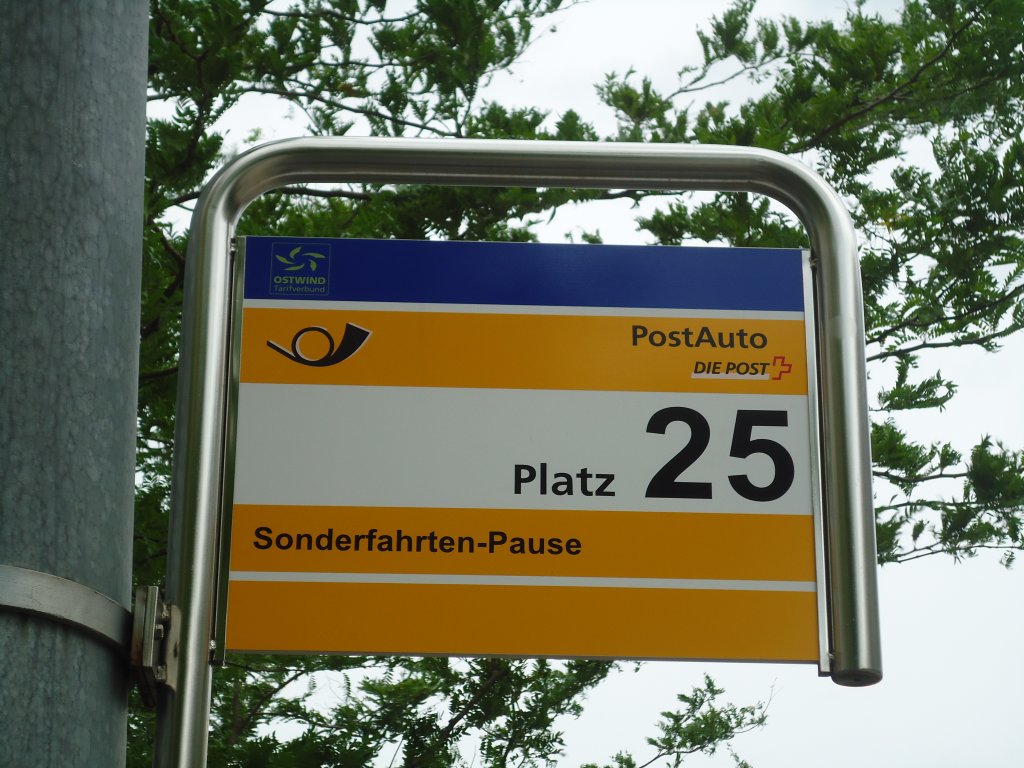 OSTWIND
Tarifverbund
PostAuto
DIE POST
Platz 25
Sonderfahrten-Pause